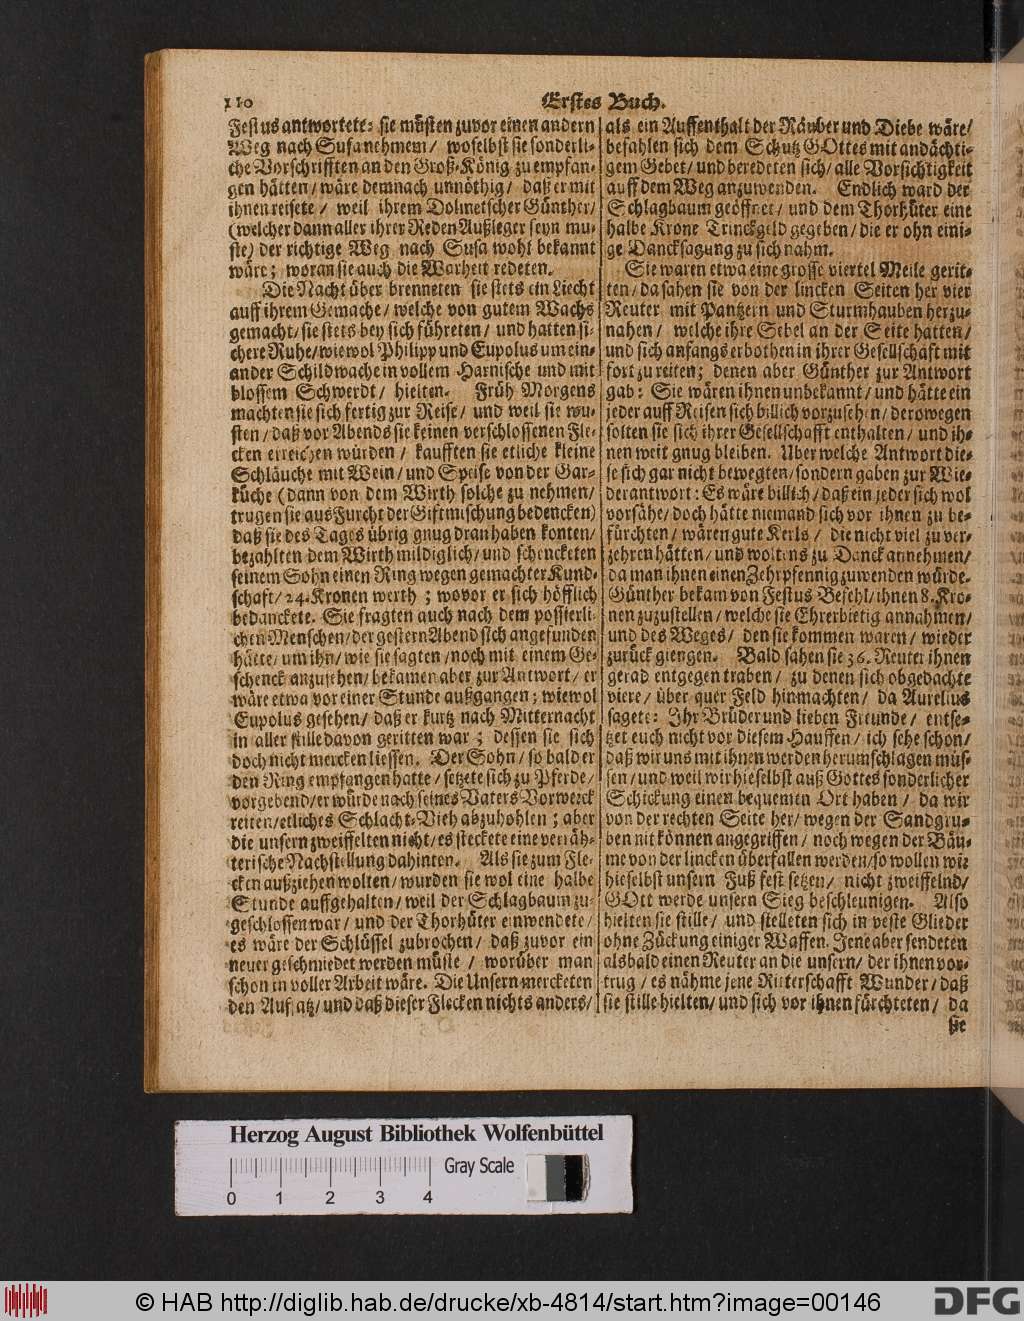 110
Erstes Buch.
Festus antwortete: sie müsten zuvor einen andern
Weg nach Susa nehmem/ woselbst sie sonderli-
che Vorschrifften an den Groß-König zu empfan-
gen hätten/ wäre demnach unnöthig/ daß er mit
ihnen reisete/ weil ihrem Dolmetscher Günther/
(welcher dann aller ihrer Reden Außleger seyn mu-
ste) der richtige Weg nach Susa wohl bekannt
wäre; woran sie auch die Warheit redeten.
Die Nacht über brenneten sie stets ein Liecht
auff ihrem Gemache/ welche von gutem Wachs
gemacht/ sie stets bey sich führeten/ und hatten si-
chere Ruhe/ wiewol Philipp und Eupolus um ein-
ander Schildwache in vollem Harnische und mit
blossem Schwerdt/ hielten. Früh Morgens
machten sie sich fertig zur Reise/ und weil sie wu-
sten/ daß vor Abends sie keinen verschlossenen Fle-
cken erreichen würden/ kaufften sie etliche kleine
Schläuche mit Wein/ und Speise von der Gar-
küche (dann von dem Wirth solche zu nehmen/
trugen sie aus Furcht der Giftmischung bedencken)
daß sie des Tages übrig gnug dran haben konten/
bezahlten dem Wirth mildiglich/ und schencketen
seinem Sohn einen Ring wegen gemachter Kund-
schaft/ 24. Kronen werth; wovor er sich höfflich
bedanckete. Sie fragten auch nach dem possierli-
chen Menschen/ der gestern Abend sich angefunden
hätte/ um ihn/ wie sie sagten/ noch mit einem Ge-
schenck anzusehen/ bekamen aber zur Antwort/ er
wäre etwa vor einer Stunde außgangen; wiewol
Eupolus gesehen/ daß er kurtz nach Mitternacht
in aller stille davon geritten war; dessen sie sich
doch nicht mercken liessen. Der Sohn/ so bald er
den Ring empfangen hatte/ setzete sich zu Pferde/
vorgebend/ er würde nach seines Vaters Vorwerck
reiten/ etliches Schlacht-Vieh abzuhohlen; aber
die unsern zweiffelten nicht/ es steckete eine verräh-
terische Nachstellung dahinten. Als sie zum Fle-
cken außziehen wolten/ wurden sie wol eine halbe
Stunde auffgehalten/ weil der Schlagbaum zu-
geschlossen war/ und der Thorhüter einwendete/
es wäre der Schlüssel zubrochen/ daß zuvor ein
neuer geschmiedet werden müste/ worüber man
schon in voller Arbeit wäre. Die Unsern mercketen
den Aufsatz/ und daß dieser Flecken nichts anders/
als ein Auffenthalt der Räuber und Diebe wäre/
befahlen sich dem Schutz GOttes mit andächti-
gem Gebet/ und beredeten sich/ alle Vorsichtigkeit
auff dem Weg anzuwenden. Endlich ward der
Schlagbaum geöffnet/ und dem Thorhüter eine
halbe Krone Trinckgeld gegeben/ die er ohn eini-
ge Dancksagung zu sich nahm.
Sie waren etwa eine grosse viertel Meile gerit-
ten/ da sahen sie von der lincken Seiten her vier
Reuter mit Pantzern und Sturmhauben herzu-
nahen/ welche ihre Sebel an der Seite hatten/
und sich anfangs erbothen in ihrer Gesellschaft mit
fort zu reiten; denen aber Günther zur Antwort
gab: Sie wären ihnen unbekannt/ und hätte ein
jeder auff Reisen sich billich vorzusehen/ derowegen
solten sie sich ihrer Gesellschafft enthalten/ und ih-
nen weit gnug bleiben. Uber welche Antwort die-
se sich gar nicht bewegten/ sondern gaben zur Wie-
derantwort: Es wäre billich/ daß ein jeder sich wol
vorsähe/ doch hätte niemand sich vor ihnen zu be-
fürchten/ wären gute Kerls/ die nicht viel zu ver-
zehren hätten/ und woltens zu Danck annehmen/
da man ihnen einen Zehrpfennig zuwenden würde.
Günther bekam von Festus Befehl/ ihnen 8. Kro-
nen zuzustellen/ welche sie Ehrerbietig annahmen/
und des Weges/ den sie kommen waren/ wieder
zurück giengen. Bald sahen sie 36. Reuter ihnen
gerad entgegen traben/ zu denen sich obgedachte
viere/ über quer Feld hinmachten/ da Aurelius
sagete: Ihr Brüder und lieben Freunde/ entse-
tzet euch nicht vor diesem Hauffen/ ich sehe schon/
daß wir uns mit ihnen werden herumschlagen müs-
sen/ und weil wir hieselbst auß Gottes sonderlicher
Schickung einen bequemen Ort haben/ da wir
von der rechten Seite her/ wegen der Sandgru-
ben nit können angegriffen/ noch wegen der Bäu-
me von der lincken überfallen werden/ so wollen wir
hieselbst unsern Fuß fest setzen/ nicht zweiffelnd/
GOtt werde unsern Sieg beschleunigen. Also
hielten sie stille/ und stelleten sich in veste Glieder
ohne Zückung einiger Waffen. Jene aber sendeten
alsbald einen Reuter an die unsern/ der ihnen vor-
trug/ es nähme jene Ritterschafft Wunder/ daß
sie stille hielten/ und sich vor ihnen fürchteten/ da
sie
Herzog August Bibliothek Wolfenbüttel
Gray Scale
0 1 2 3 4
© HAB http://diglib.hab.de/drucke/xb-4814/start.htm?image=00146
DFG